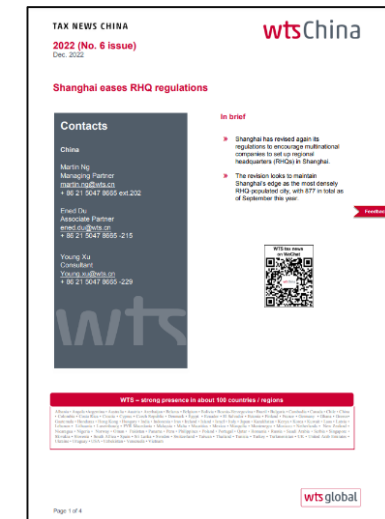 TAX NEWS CHINA
wtsChina
2022 (No. 6 issue)
Dec. 2022
Shanghai eases RHQ regulations
Contacts
China
Martin Ng
Managing Partner
martin.ng@wts.cn
+ 86 21 5047 8665 ext.202
Ened Du
Associate Partner
ened.du@wts.cn
+ 86 21 5047 8665 -215
Young Xu
Consultant
Young.xu@wts.cn
+ 86 21 5047 8665 -229
wts
In brief
» Shanghai has revised again its
regulations to encourage multinational
companies to set up regional
headquarters (RHQs) in Shanghai.
» The revision looks to maintain
Shanghai's edge as the most densely
RHQ-populated city, with 877 in total as
of September this year.
Feedback
WTS tax news
on WeChat
WTS – strong presence in about 100 countries / regions
wts global
Page 1 of 4